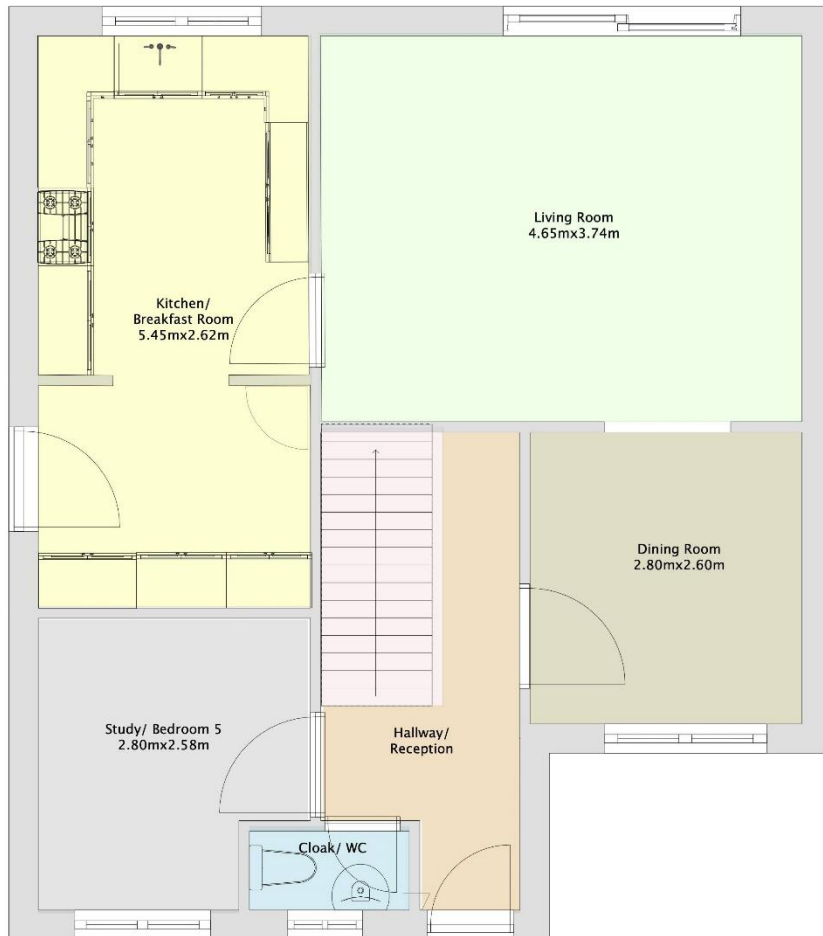 Living Room
4.65mx3.74m
Kitchen/
Breakfast Room
5.45mx2.62m
Dining Room
2.80mx2.60m
Study/ Bedroom 5
2.80mx2.58m
Hallway/
Reception
Cloak/ WC